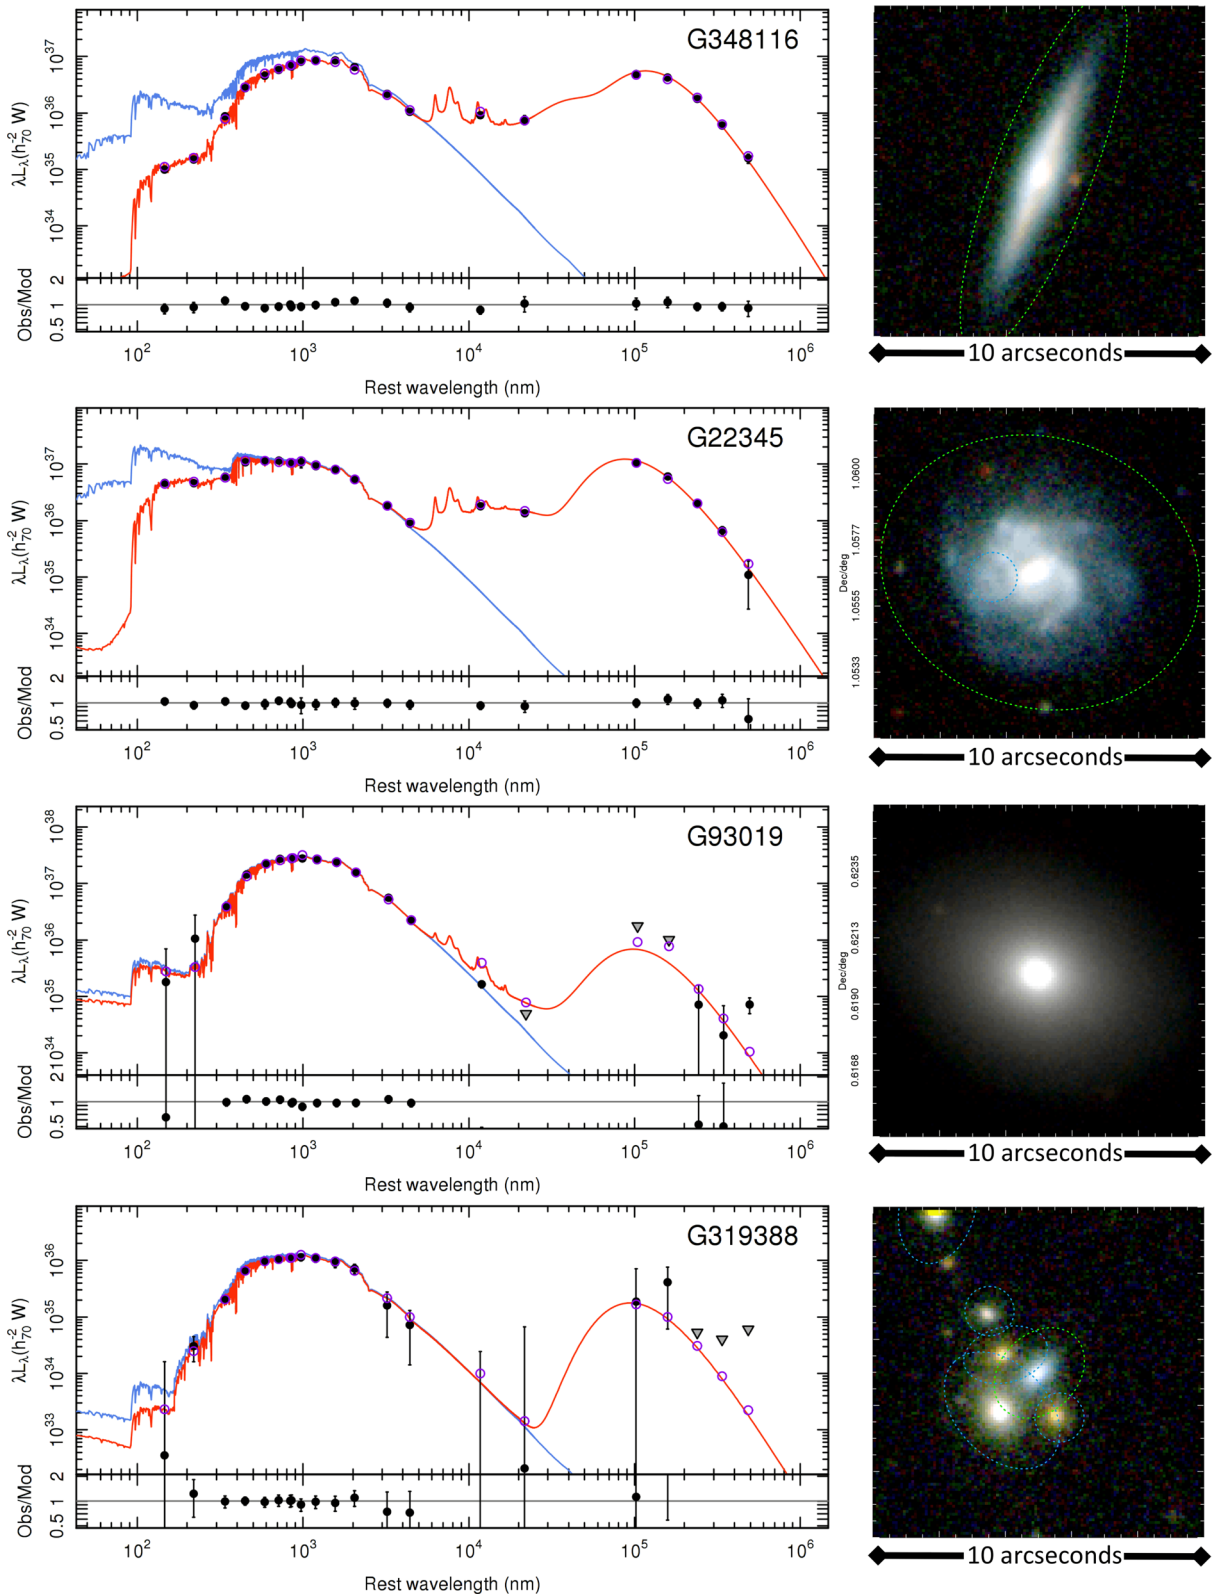 G348116
10^37
10^36
10^35
10^34
λL_λ(h_70^-2 W)
2
1
0.5
Obs/Mod
10^2 10^3 10^4 10^5 10^6
Rest wavelength (nm)
10 arcseconds
G22345
10^37
10^36
10^35
10^34
λL_λ(h_70^-2 W)
2
1
0.5
Obs/Mod
10^2 10^3 10^4 10^5 10^6
Rest wavelength (nm)
1.0600
1.0577
1.0555
1.0533
Dec/deg
10 arcseconds
G93019
10^38
10^37
10^36
10^35
10^34
λL_λ(h_70^-2 W)
2
1
0.5
Obs/Mod
10^2 10^3 10^4 10^5 10^6
Rest wavelength (nm)
0.6235
0.6213
0.6190
0.6168
Dec/deg
10 arcseconds
G319388
10^36
10^35
10^34
10^33
λL_λ(h_70^-2 W)
2
1
0.5
Obs/Mod
10^2 10^3 10^4 10^5 10^6
Rest wavelength (nm)
10 arcseconds